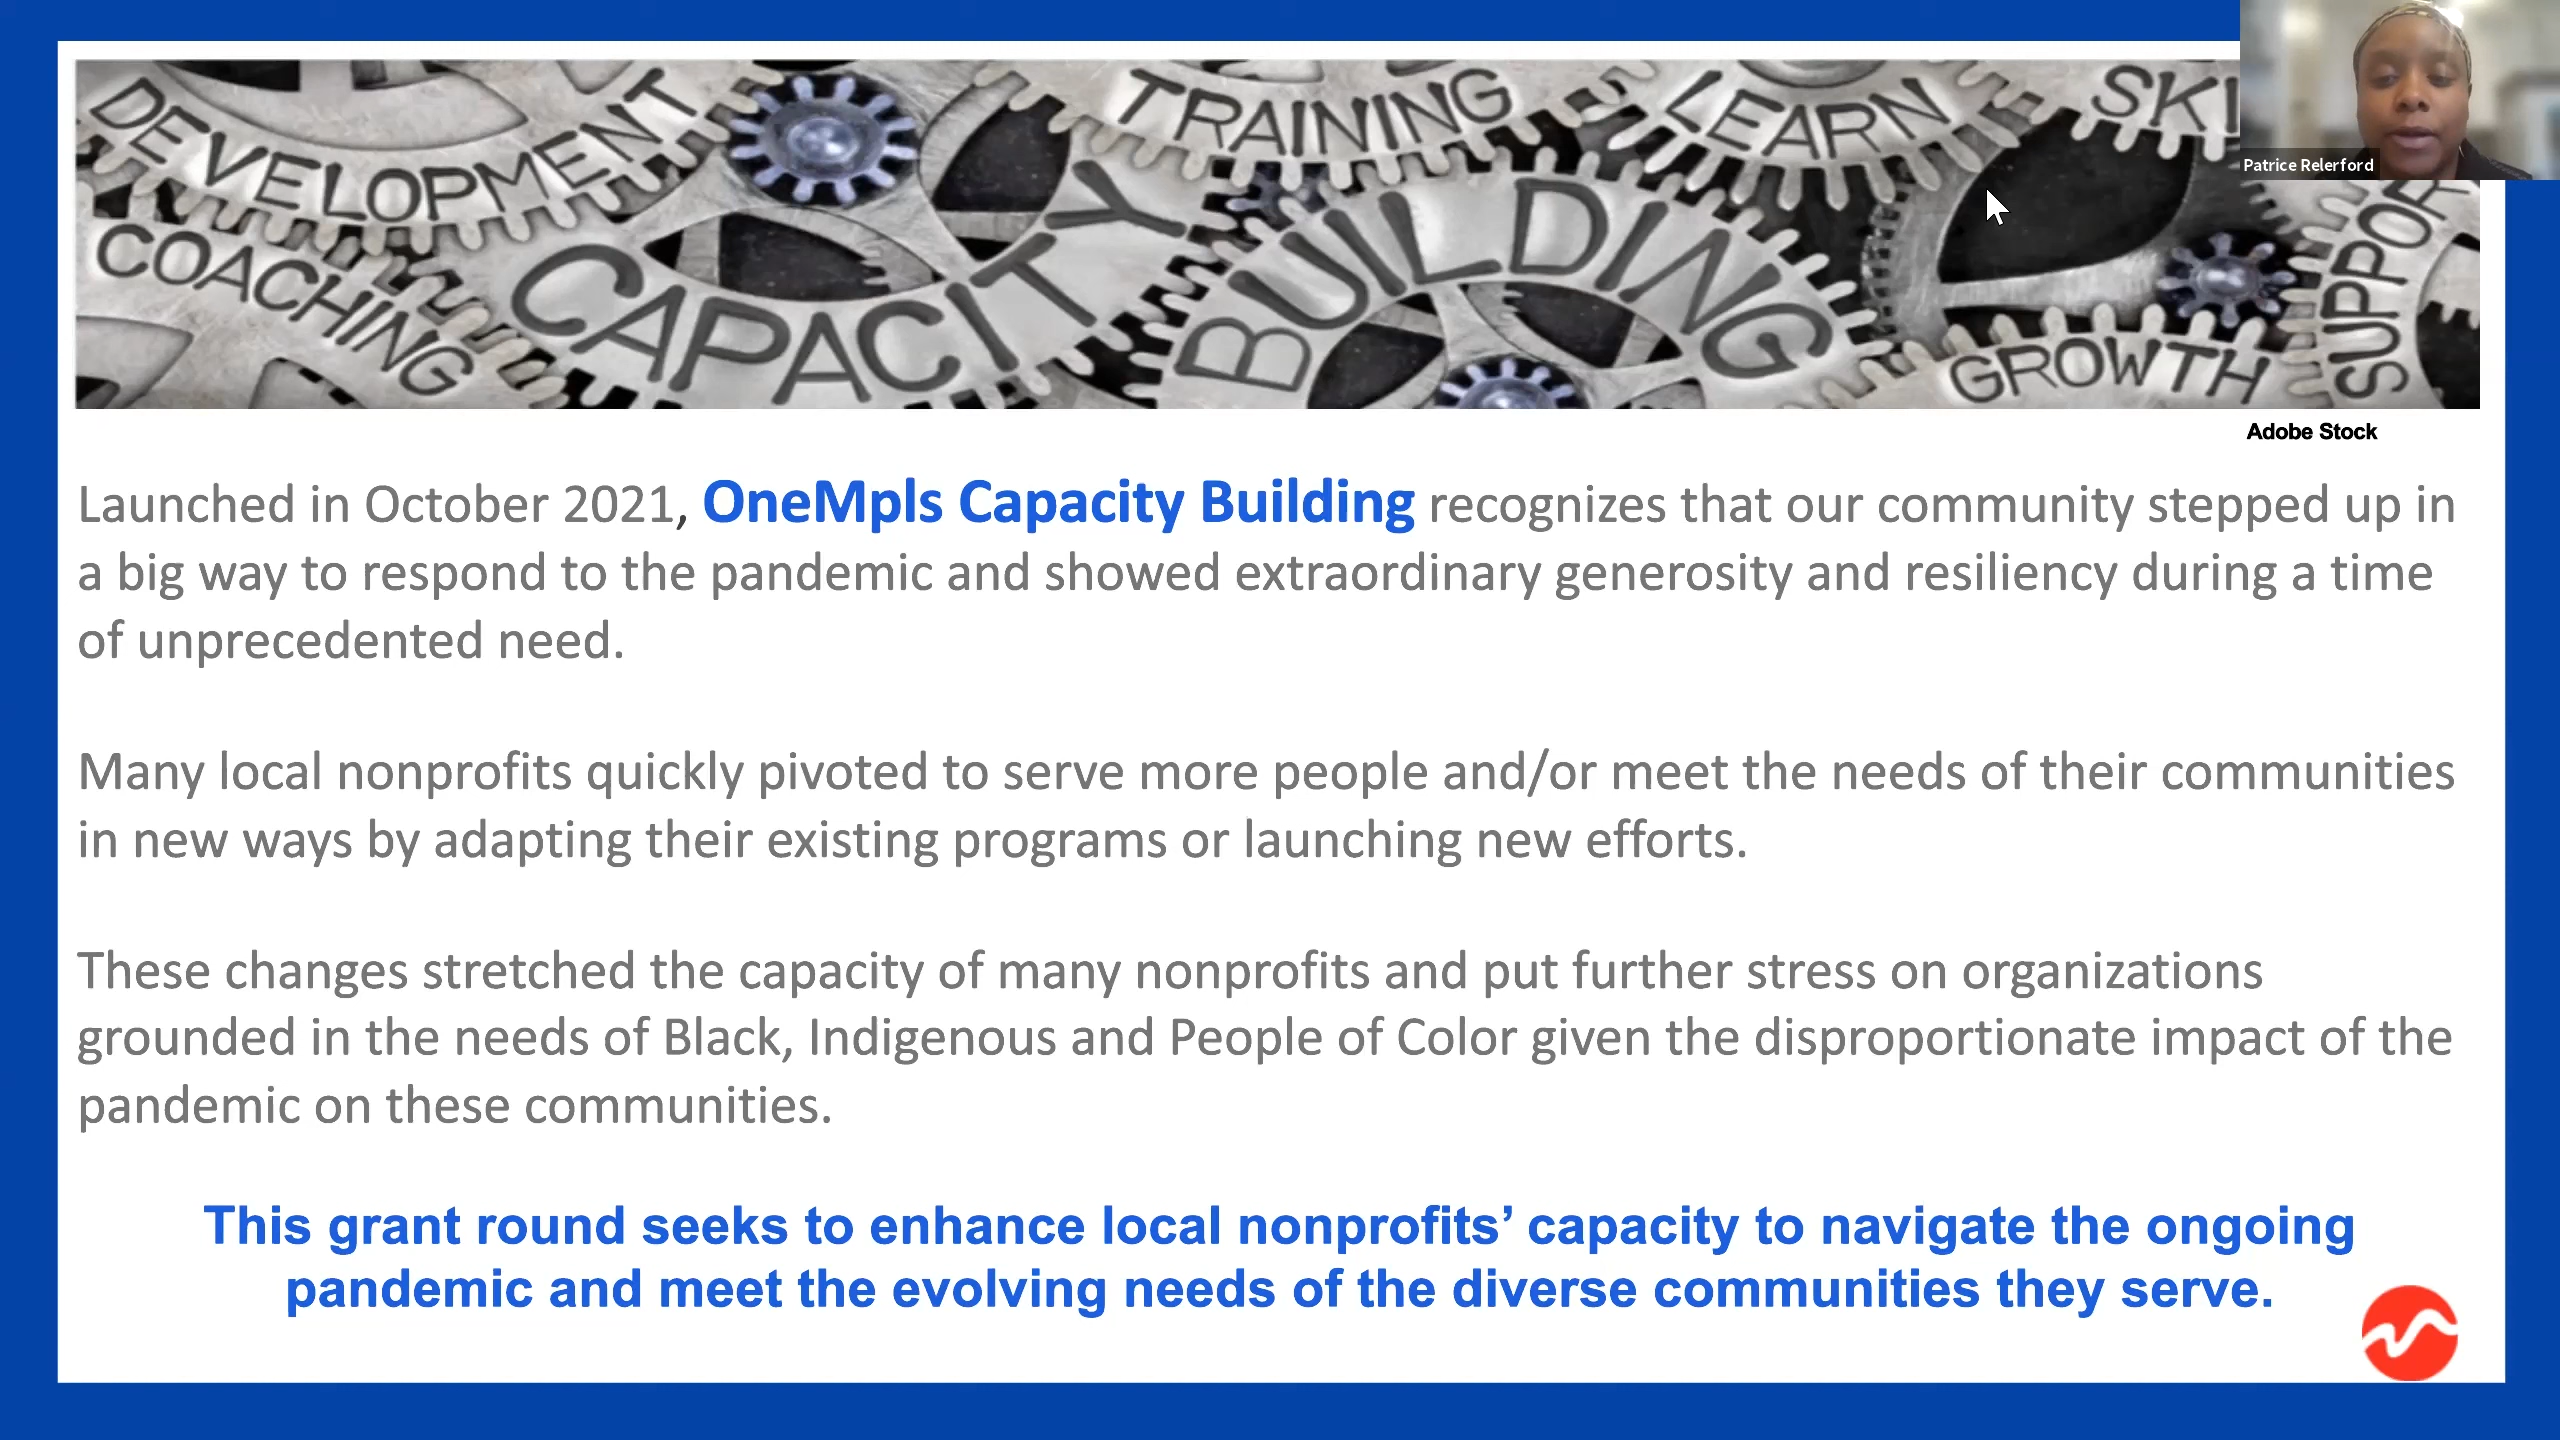 DEVELOPMENT
COACHING
CAPACITY
TRAINING
BUILDING
LEARN
SKI
GROWTH
SUPPOR
Patrice Relerford
Adobe Stock
Launched in October 2021, OneMpls Capacity Building recognizes that our community stepped up in
a big way to respond to the pandemic and showed extraordinary generosity and resiliency during a time
of unprecedented need.
Many local nonprofits quickly pivoted to serve more people and/or meet the needs of their communities
in new ways by adapting their existing programs or launching new efforts.
These changes stretched the capacity of many nonprofits and put further stress on organizations
grounded in the needs of Black, Indigenous and People of Color given the disproportionate impact of the
pandemic on these communities.
This grant round seeks to enhance local nonprofits’ capacity to navigate the ongoing
pandemic and meet the evolving needs of the diverse communities they serve.